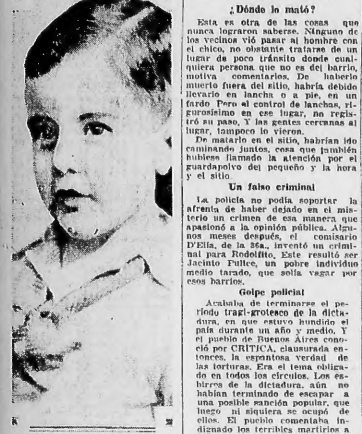 ¿Dónde lo mató?
Esta es otra de las cosas que
nunca lograron saberse. Ninguno de
los vecinos vió pasar al hombre con
el chico, no obstante tratarse de un
lugar de poco tránsito donde cual-
quiera persona que no es del barrio,
motiva comentarios. De haberlo
muerto fuera del sitio, habría debido
llevarlo en lancha o a pie, en un
fardo Pero el control de lanchas, ri-
gurosísimo en ese lugar, no regis-
tró su paso. Y las gentes cercanas al
lugar, tampoco lo vieron.
De matarlo en el sitio, habrían ido
caminando juntos, cosa que también
hubiese llamado la atención por el
guardapolvo del pequeño y la hora
y el sitio.
Un falso criminal
La policía no podía soportar la
afrenta de haber dejado en el mis-
terio un crimen de esa manera que
apasionó a la opinión pública. Algu-
nos meses después, el comisario
D'Elía, de la 36a, inventó un crimi-
nal para Rodolfito. Este resultó ser
Jacinto Fulice, un pobre individuo
medio tarado, que solía vagar por
esos barrios.
Golpe policial
Acababa de terminarse el pe-
ríodo tragi-grotesco de la dicta-
dura, en que estuvo hundido el
país durante un año y medio. Y
el pueblo de Buenos Aires cono-
ció por CRITICA, clausurada en-
tonces, la espantosa verdad de
las torturas. Era el tema obliga-
do en todos los círculos. Los es-
birros de la dictadura, aún no
habían terminado de escapar a
una posible sanción popular, que
luego ni siquiera se ocupó de
ellos. El pueblo comentaba in-
dignado los terribles martirios a